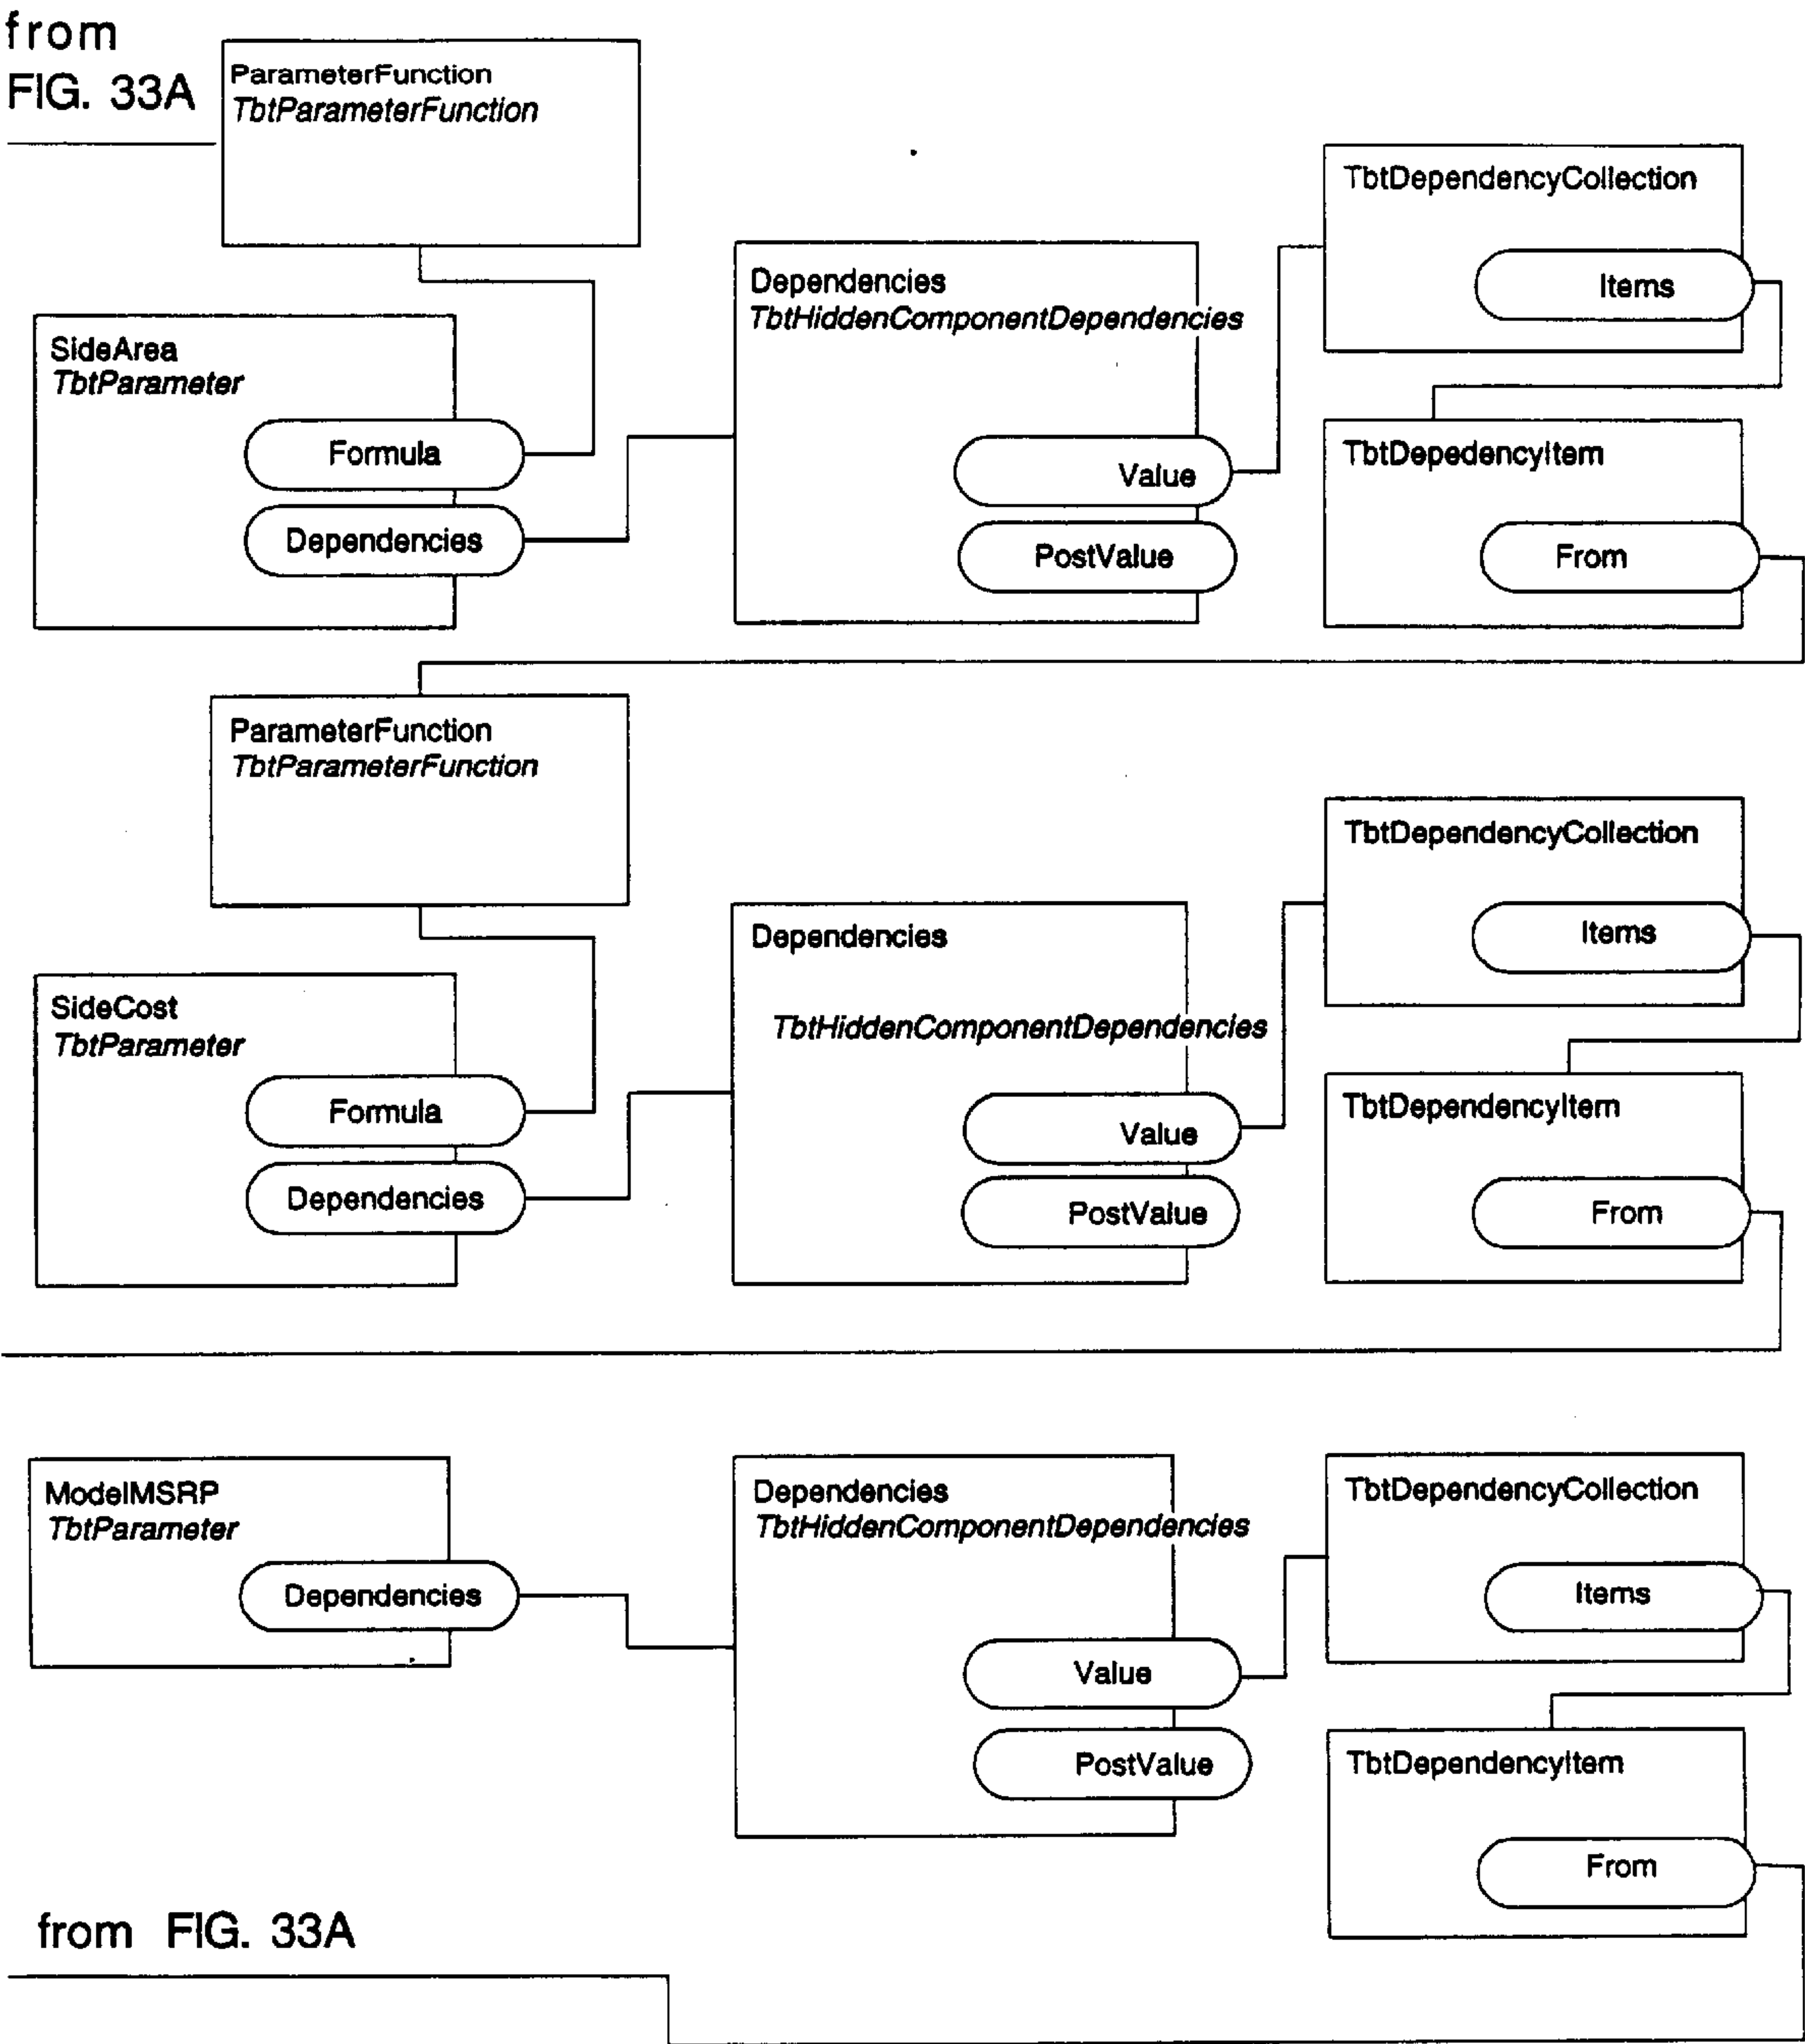 from
FIG. 33A
ParameterFunction
TbtParameterFunction
TbtDependencyCollection
Items
Dependencies
TbtHiddenComponentDependencies
SideArea
TbtParameter
Formula
Dependencies
Value
PostValue
TbtDepedencyItem
From
ParameterFunction
TbtParameterFunction
TbtDependencyCollection
Items
Dependencies
TbtHiddenComponentDependencies
SideCost
TbtParameter
Formula
Dependencies
Value
PostValue
TbtDependencyItem
From
ModelMSRP
TbtParameter
Dependencies
Dependencies
TbtHiddenComponentDependencies
Value
PostValue
TbtDependencyCollection
Items
TbtDependencyItem
From
from FIG. 33A